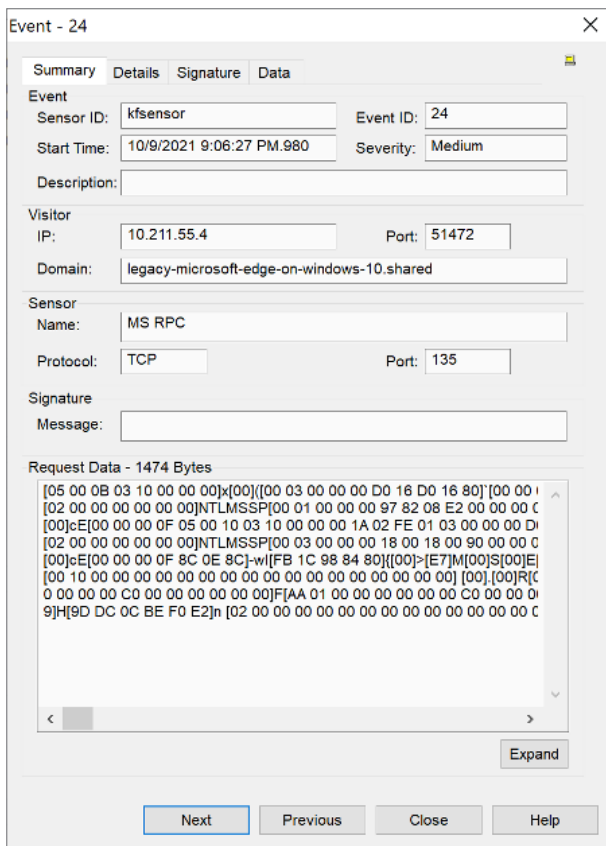 Event - 24
Summary Details Signature Data
Event
Sensor ID: kfsensor Event ID: 24
Start Time: 10/9/2021 9:06:27 PM.980 Severity: Medium
Description:
Visitor
IP: 10.211.55.4 Port: 51472
Domain: legacy-microsoft-edge-on-windows-10.shared
Sensor
Name: MS RPC
Protocol: TCP Port: 135
Signature
Message:
Request Data - 1474 Bytes
[05 00 0B 03 10 00 00 00]x[00]([00 03 00 00 00 D0 16 D0 16 80]`[00 00 (
[02 00 00 00 00 00 00 00]NTLMSSP[00 01 00 00 00 97 82 08 E2 00 00 00 0
[00]cE[00 00 00 0F 05 00 10 03 10 00 00 00 1A 02 FE 01 03 00 00 00 D0
[02 00 00 00 00 00 00 00]NTLMSSP[00 03 00 00 00 18 00 18 00 90 00 00 0
[00]cE[00 00 00 0F 8C 0E 8C]-wI[FB 1C 98 84 80]{[00]>[E7]M[00]S[00]E[
[00 10 00 00 00 00 00 00 00 00 00 00 00 00 00 00 00 00] [00].[00]R[0
0 00 00 00 C0 00 00 00 00 00 00]F[AA 01 00 00 00 00 00 00 C0 00 00 0
9]H[9D DC 0C BE F0 E2]n [02 00 00 00 00 00 00 00 00 00 00 00 00 00 0
Expand
Next Previous Close Help